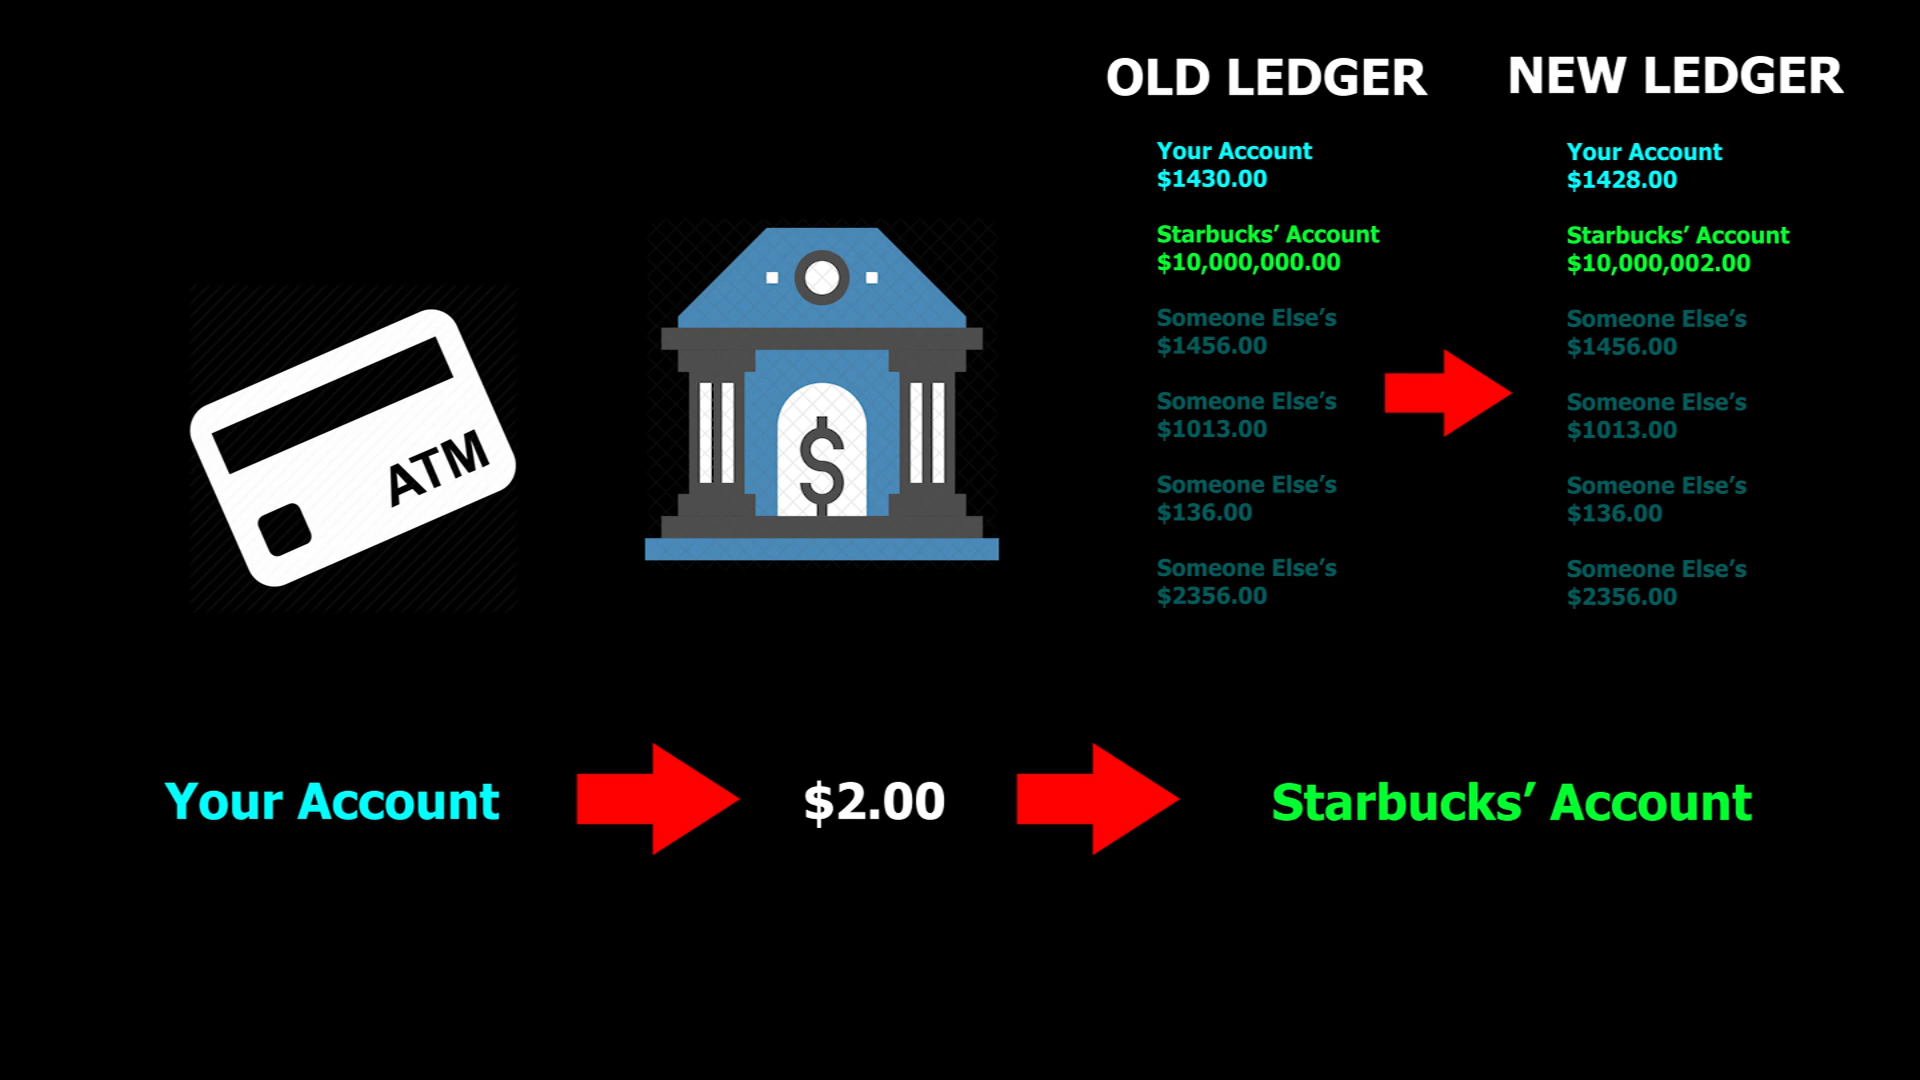 OLD LEDGER
Your Account
$1430.00
Starbucks’ Account
$10,000,000.00
Someone Else’s
$1456.00
Someone Else’s
$1013.00
Someone Else’s
$136.00
Someone Else’s
$2356.00
NEW LEDGER
Your Account
$1428.00
Starbucks’ Account
$10,000,002.00
Someone Else’s
$1456.00
Someone Else’s
$1013.00
Someone Else’s
$136.00
Someone Else’s
$2356.00
ATM
$
Your Account
$2.00
Starbucks’ Account